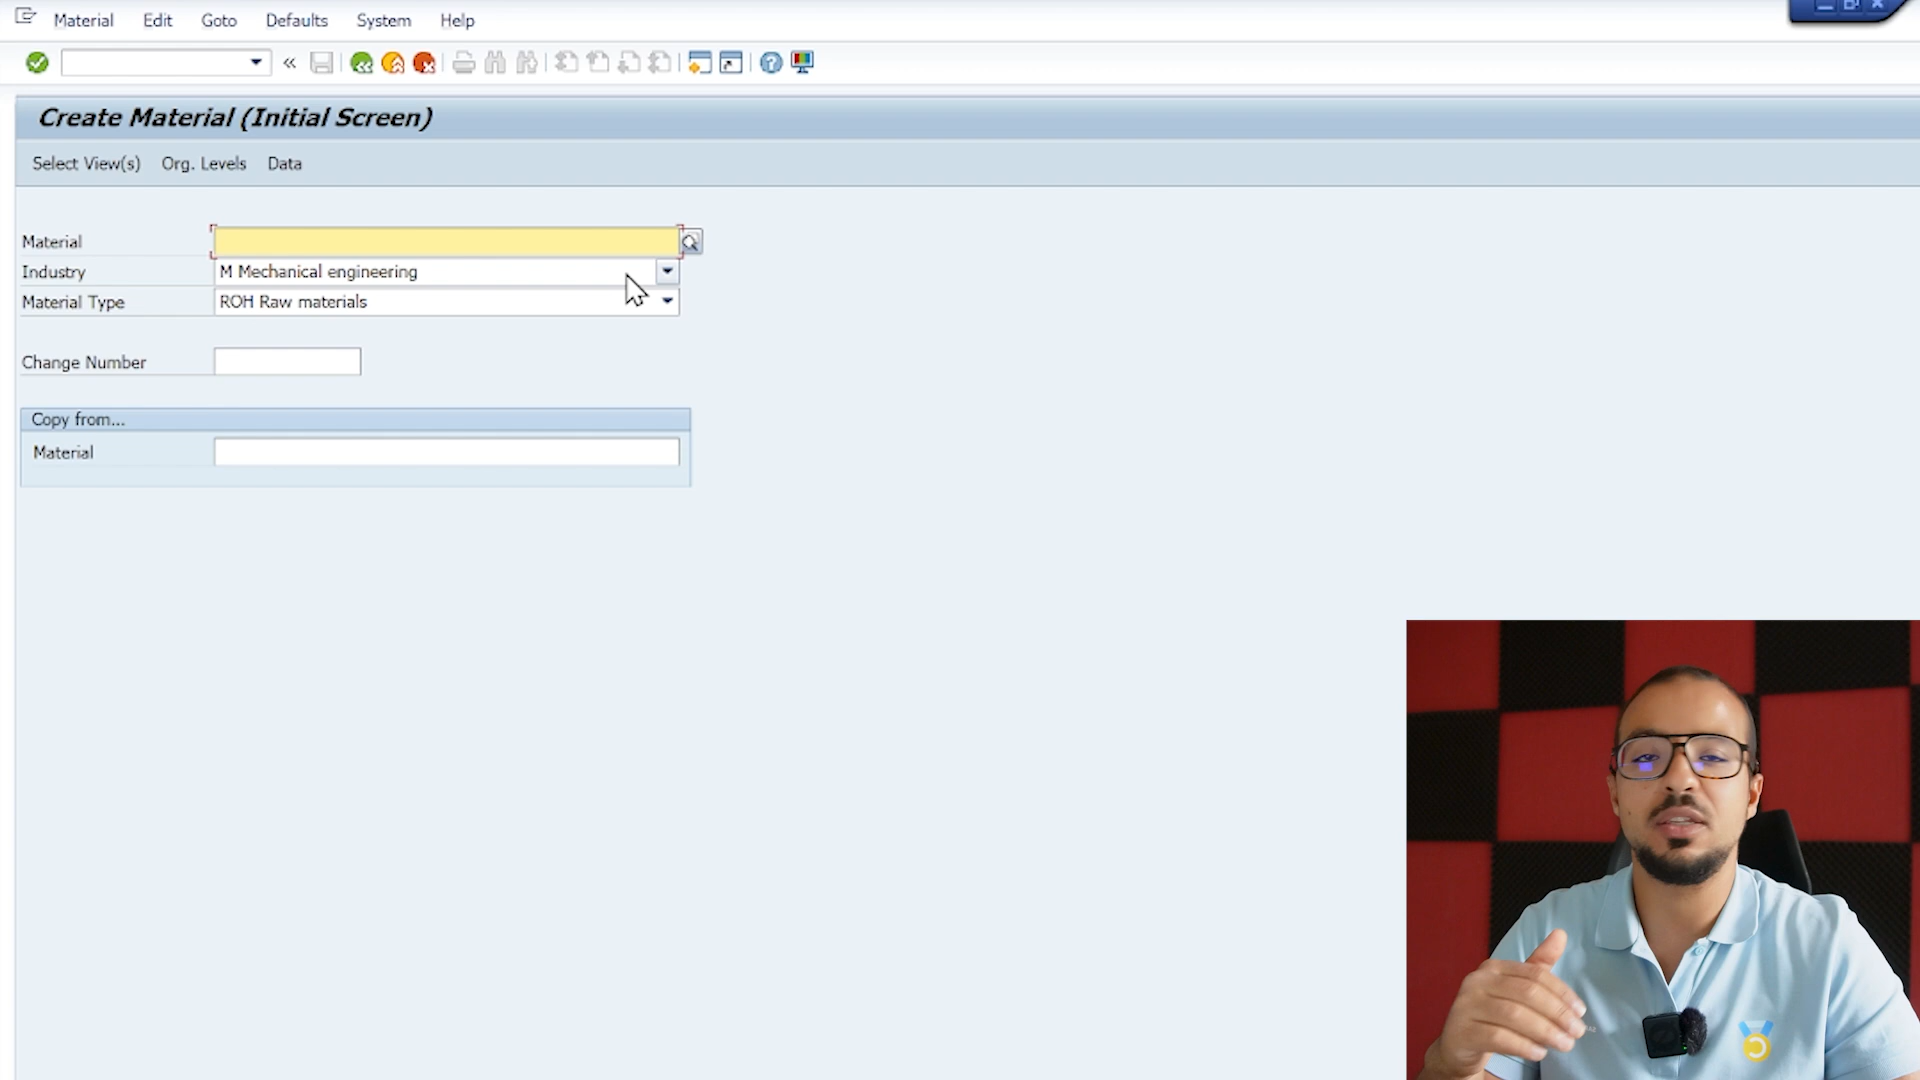 Material Edit Goto Defaults System Help
Create Material (Initial Screen)
Select View(s) Org. Levels Data
Material
Industry M Mechanical engineering
Material Type ROH Raw materials
Change Number
Copy from...
Material